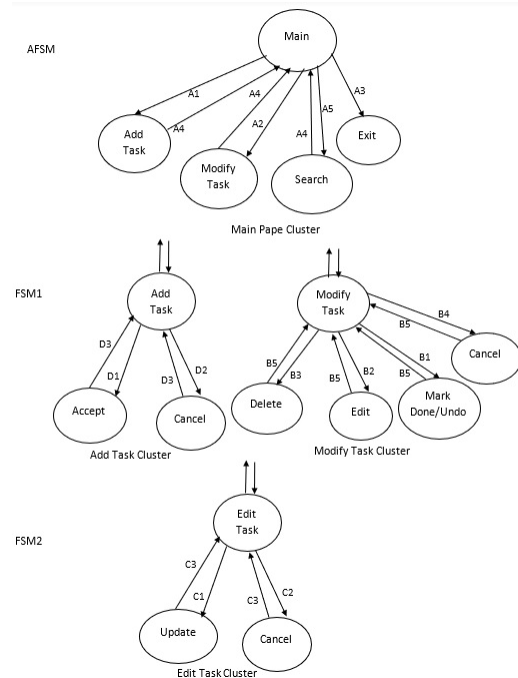 AFSM
Main
A1
A4
A4
A2
A4
A5
A3
Add
Task
Modify
Task
Search
Exit
Main Pape Cluster
FSM1
Add
Task
D3
D1
D3
D2
Accept
Cancel
Add Task Cluster
Modify
Task
B4
B5
B1
B5
B5
B3
B5
B2
Cancel
Delete
Edit
Mark
Done/Undo
Modify Task Cluster
FSM2
Edit
Task
C3
C1
C3
C2
Update
Cancel
Edit Task Cluster